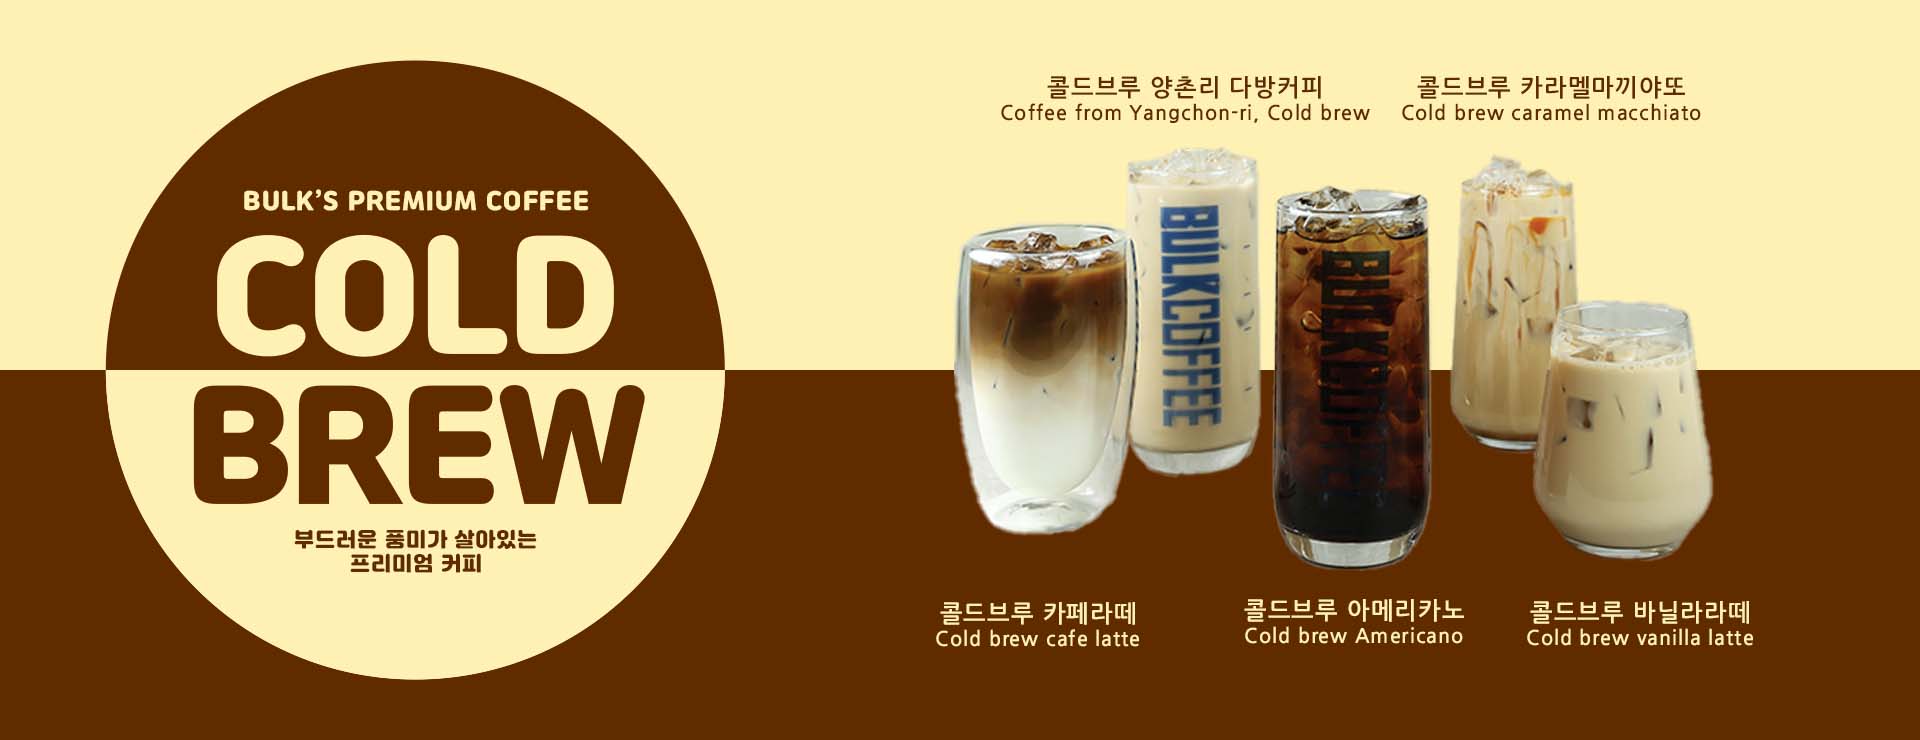 BULK'S PREMIUM COFFEE
COLD
BREW
부드러운 풍미가 살아있는
프리미엄 커피
콜드브루 양촌리 다방커피
Coffee from Yangchon-ri, Cold brew
콜드브루 카라멜마끼야또
Cold brew caramel macchiato
BULKCOFFEE
BULKCOFFEE
콜드브루 카페라떼
Cold brew cafe latte
콜드브루 아메리카노
Cold brew Americano
콜드브루 바닐라라떼
Cold brew vanilla latte